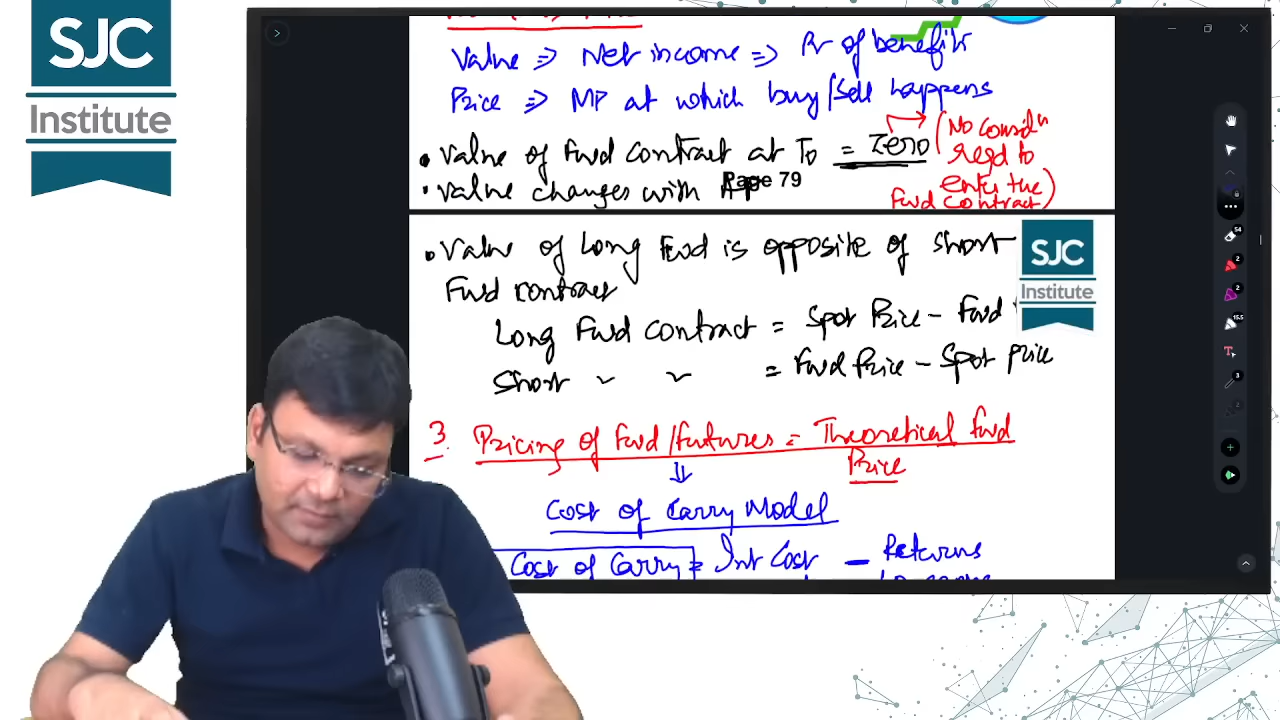 SJC
Institute
Value ⇒ Net income ⇒ Pv of benefits
Price ⇒ MP at which buy/sell happens
• Value of Fwd contract at T0 = Zero (No consid n
reqd to
enter the
Fwd contract)
• Value changes with
Page 79
• Value of Long Fwd is opposite of short
Fwd contract
Long Fwd contract = Spot Price - Fwd
Short " " = Fwd Price - Spot price
SJC
Institute
3. Pricing of Fwd/futures = Theoretical Fwd
Price
⇓
Cost of Carry Model
Cost of Carry = Int Cost - Returns